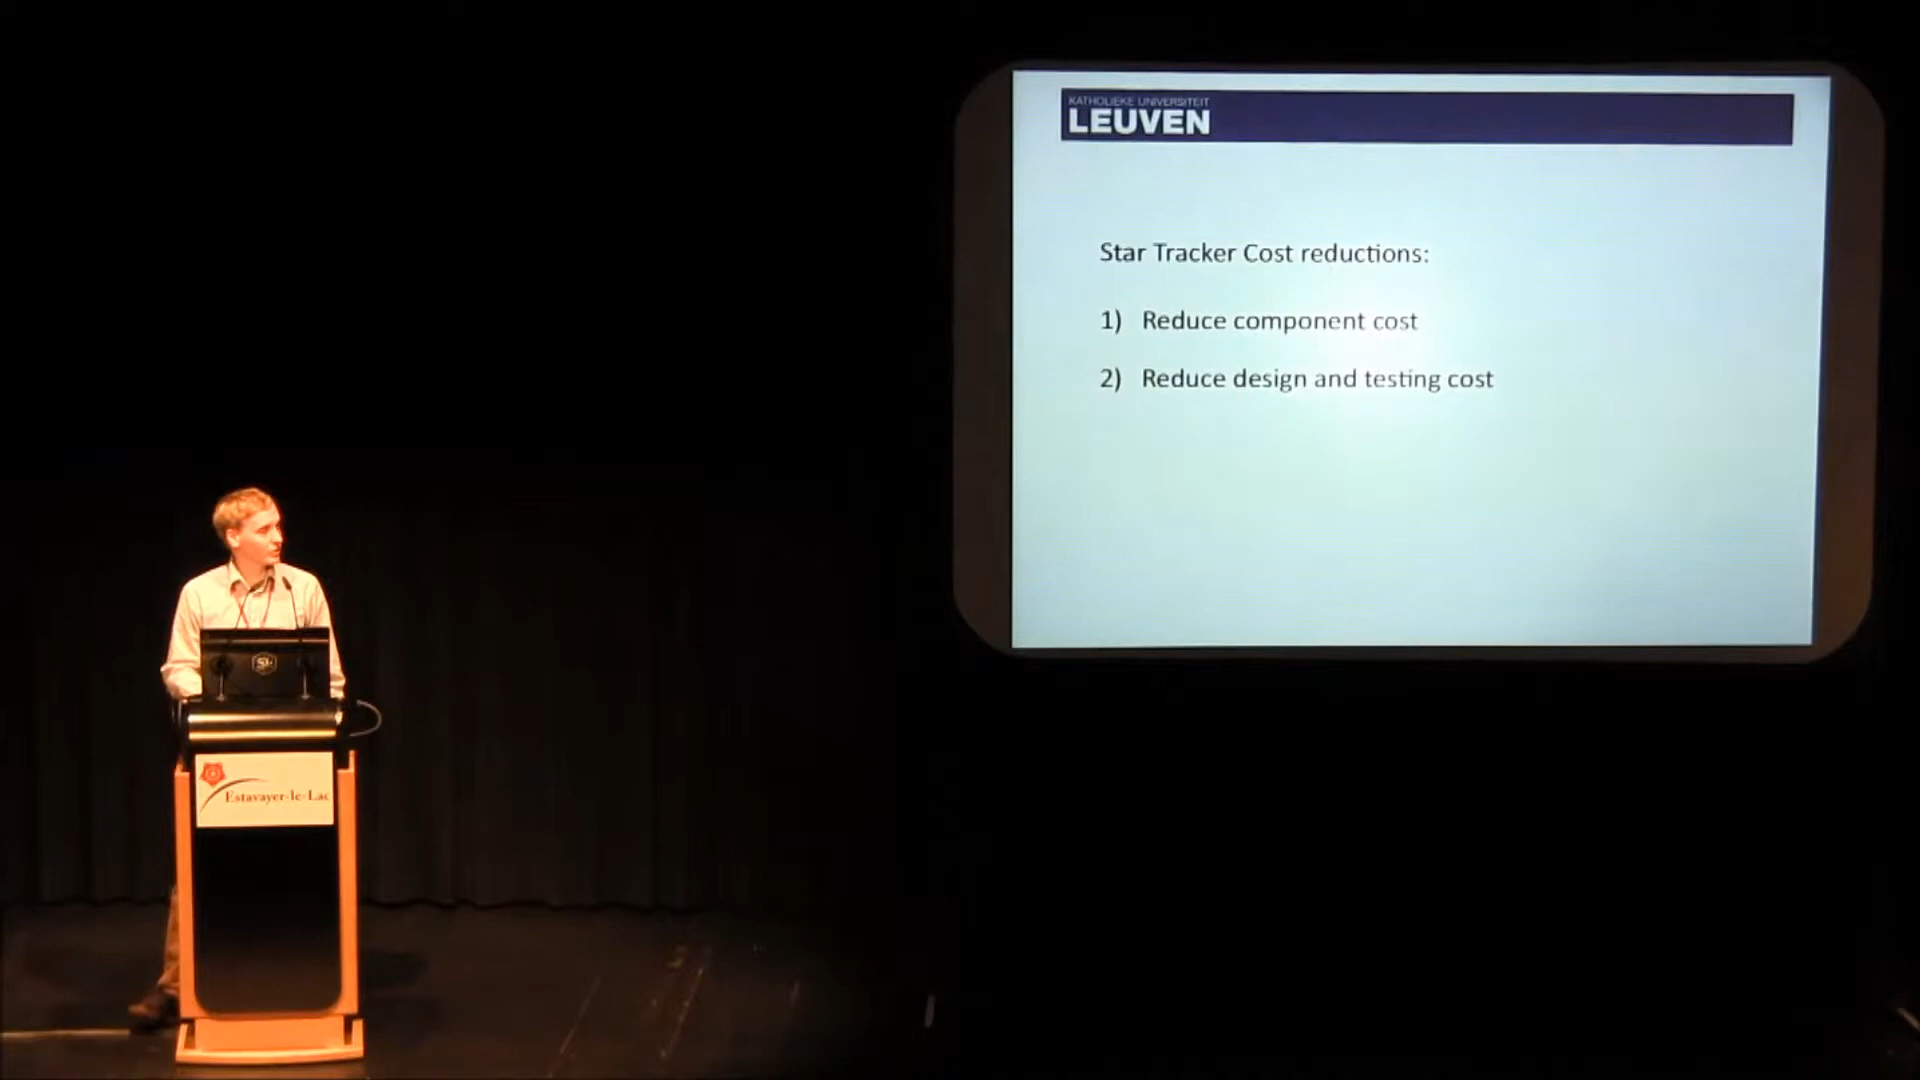 KATHOLIEKE UNIVERSITEIT
LEUVEN
Star Tracker Cost reductions:
1) Reduce component cost
2) Reduce design and testing cost
Estavayer-le-Lac